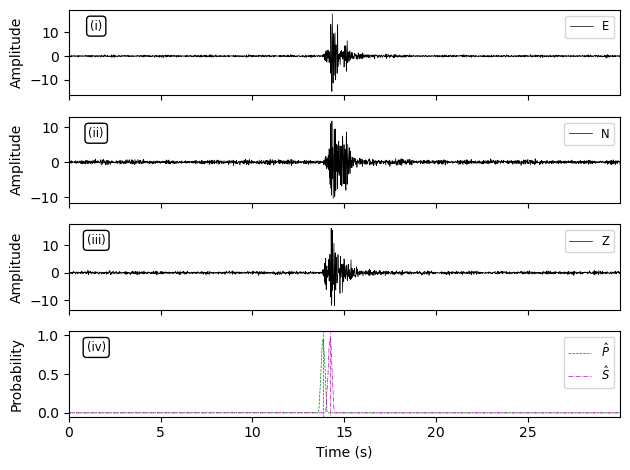 (i)
E
Amplitude
10
0
−10
(ii)
N
Amplitude
10
0
−10
(iii)
Z
Amplitude
10
0
−10
(iv)
P̂
Ŝ
Probability
1.0
0.5
0.0
0 5 10 15 20 25
Time (s)